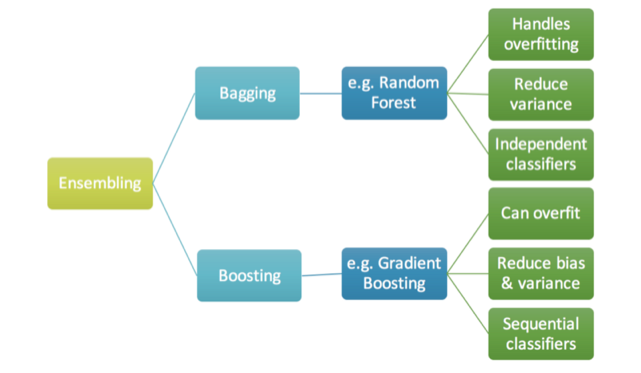 Handles
overfitting
Bagging
e.g. Random
Forest
Reduce
variance
Independent
classifiers
Ensembling
Can overfit
Boosting
e.g. Gradient
Boosting
Reduce bias
& variance
Sequential
classifiers